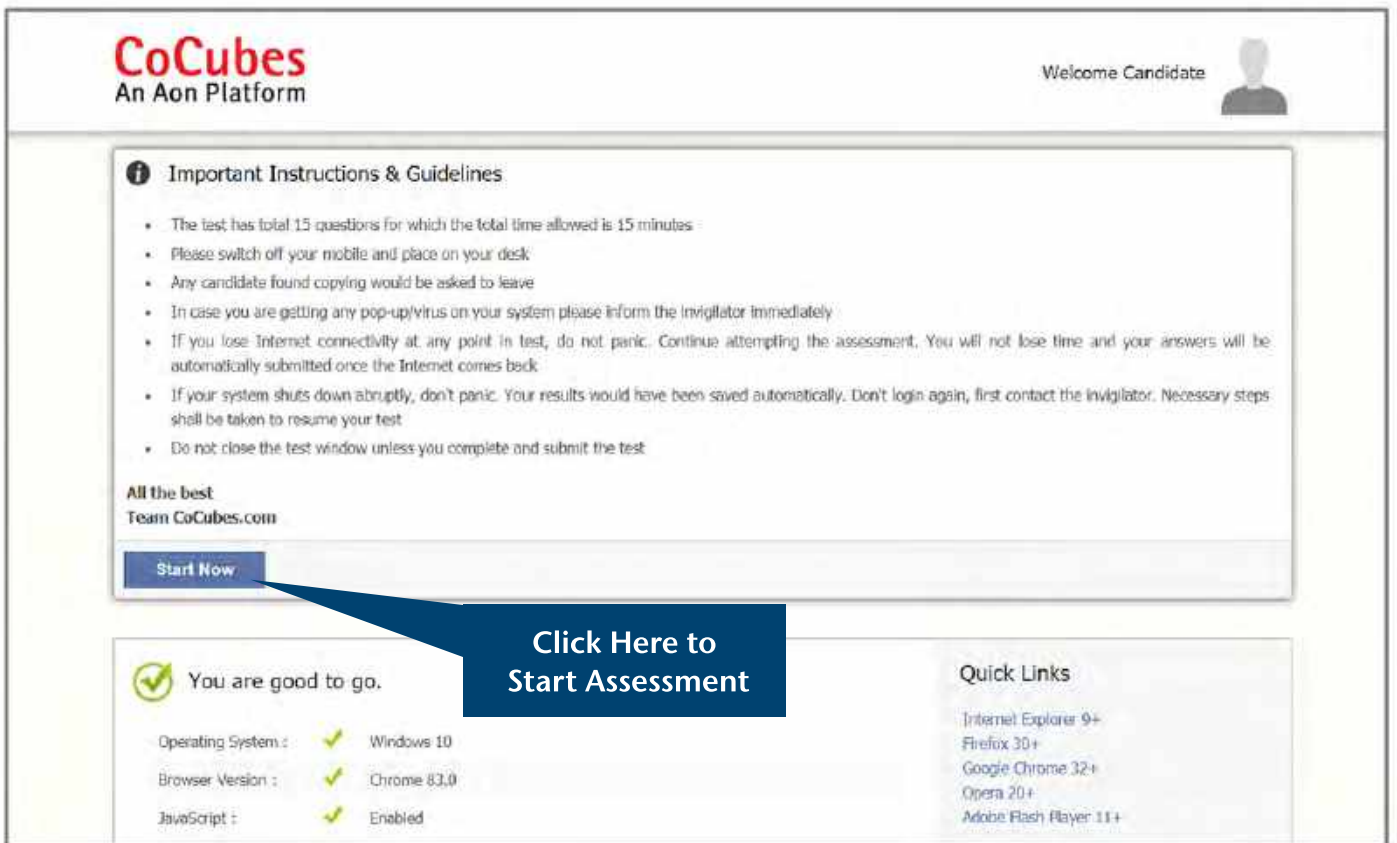 CoCubes
An Aon Platform
Welcome Candidate
Important Instructions & Guidelines
• The test has total 15 questions for which the total time allowed is 15 minutes
• Please switch off your mobile and place on your desk
• Any candidate found copying would be asked to leave
• In case you are getting any pop-up/virus on your system please inform the invigilator immediately
• If you lose Internet connectivity at any point in test, do not panic. Continue attempting the assessment. You will not lose time and your answers will be
automatically submitted once the Internet comes back
• If your system shuts down abruptly, don't panic. Your results would have been saved automatically. Don't login again, first contact the invigilator. Necessary steps
shall be taken to resume your test
• Do not close the test window unless you complete and submit the test
All the best
Team CoCubes.com
Start Now
Click Here to
Start Assessment
You are good to go.
Operating System : Windows 10
Browser Version : Chrome 83.0
JavaScript : Enabled
Quick Links
Internet Explorer 9+
Firefox 30+
Google Chrome 32+
Opera 20+
Adobe Flash Player 11+